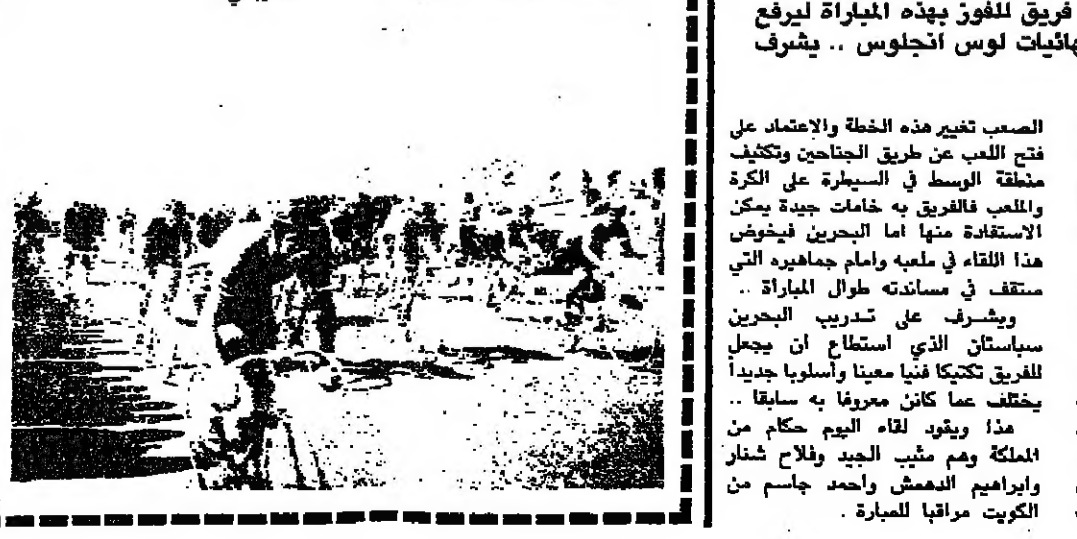 فريق للفوز بهذه المباراة ليرفع
هائيات لوس انجلوس .. يشرف
الصعب تغيير هذه الخطة والاعتماد على
فتح اللعب عن طريق الجناحين وتكثيف
منطقة الوسط في السيطرة على الكرة
والملعب فالفريق به خامات جيدة يمكن
الاستفادة منها اما البحرين فيخوض
هذا اللقاء في ملعبه وامام جماهيره التي
ستقف في مساندته طوال المباراة ..
ويشرف على تدريب البحرين
سباستان الذي استطاع ان يجعل
للفريق تكتيكا فنيا معينا وأسلوبا جديدا
يختلف عما كانن معروفا به سابقا ..
هذا ويقود لقاء اليوم حكام من
المملكة وهم مثيب الجيد وفلاح شنار
وابراهيم الدهمش واحمد جاسم من
الكويت مراقبا للمبارة .